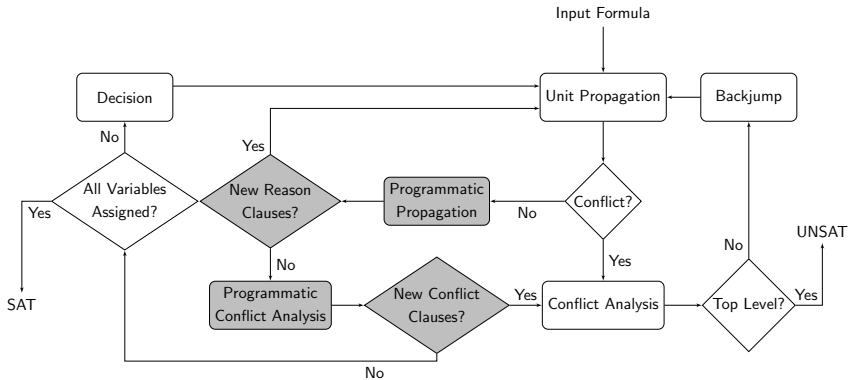 Input Formula
Decision
Unit Propagation
Backjump
No
Yes
All Variables
Assigned?
New Reason
Clauses?
Programmatic
Propagation
No
Conflict?
Yes
No
UNSAT
No
Yes
SAT
Programmatic
Conflict Analysis
New Conflict
Clauses?
Yes
Conflict Analysis
Top Level?
Yes
No